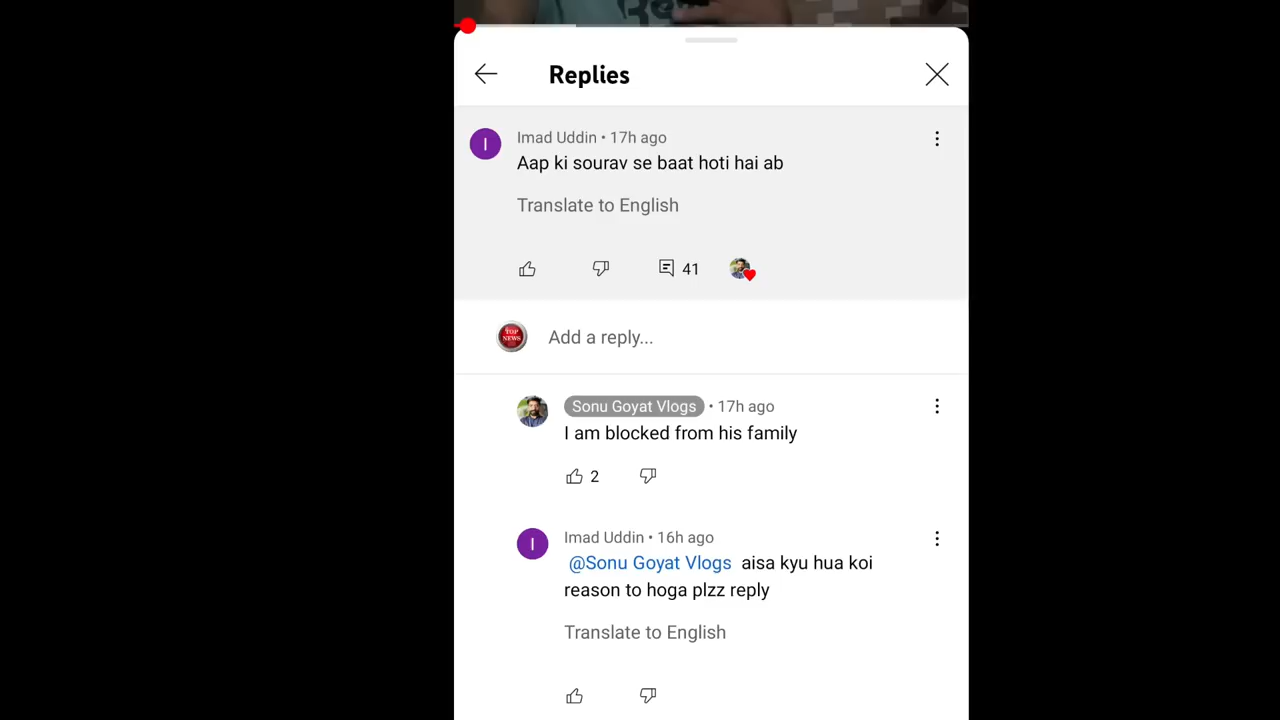 Replies
Imad Uddin • 17h ago
Aap ki sourav se baat hoti hai ab
Translate to English
41
TOP
NEWS
Add a reply...
Sonu Goyat Vlogs • 17h ago
I am blocked from his family
2
Imad Uddin • 16h ago
@Sonu Goyat Vlogs aisa kyu hua koi
reason to hoga plzz reply
Translate to English